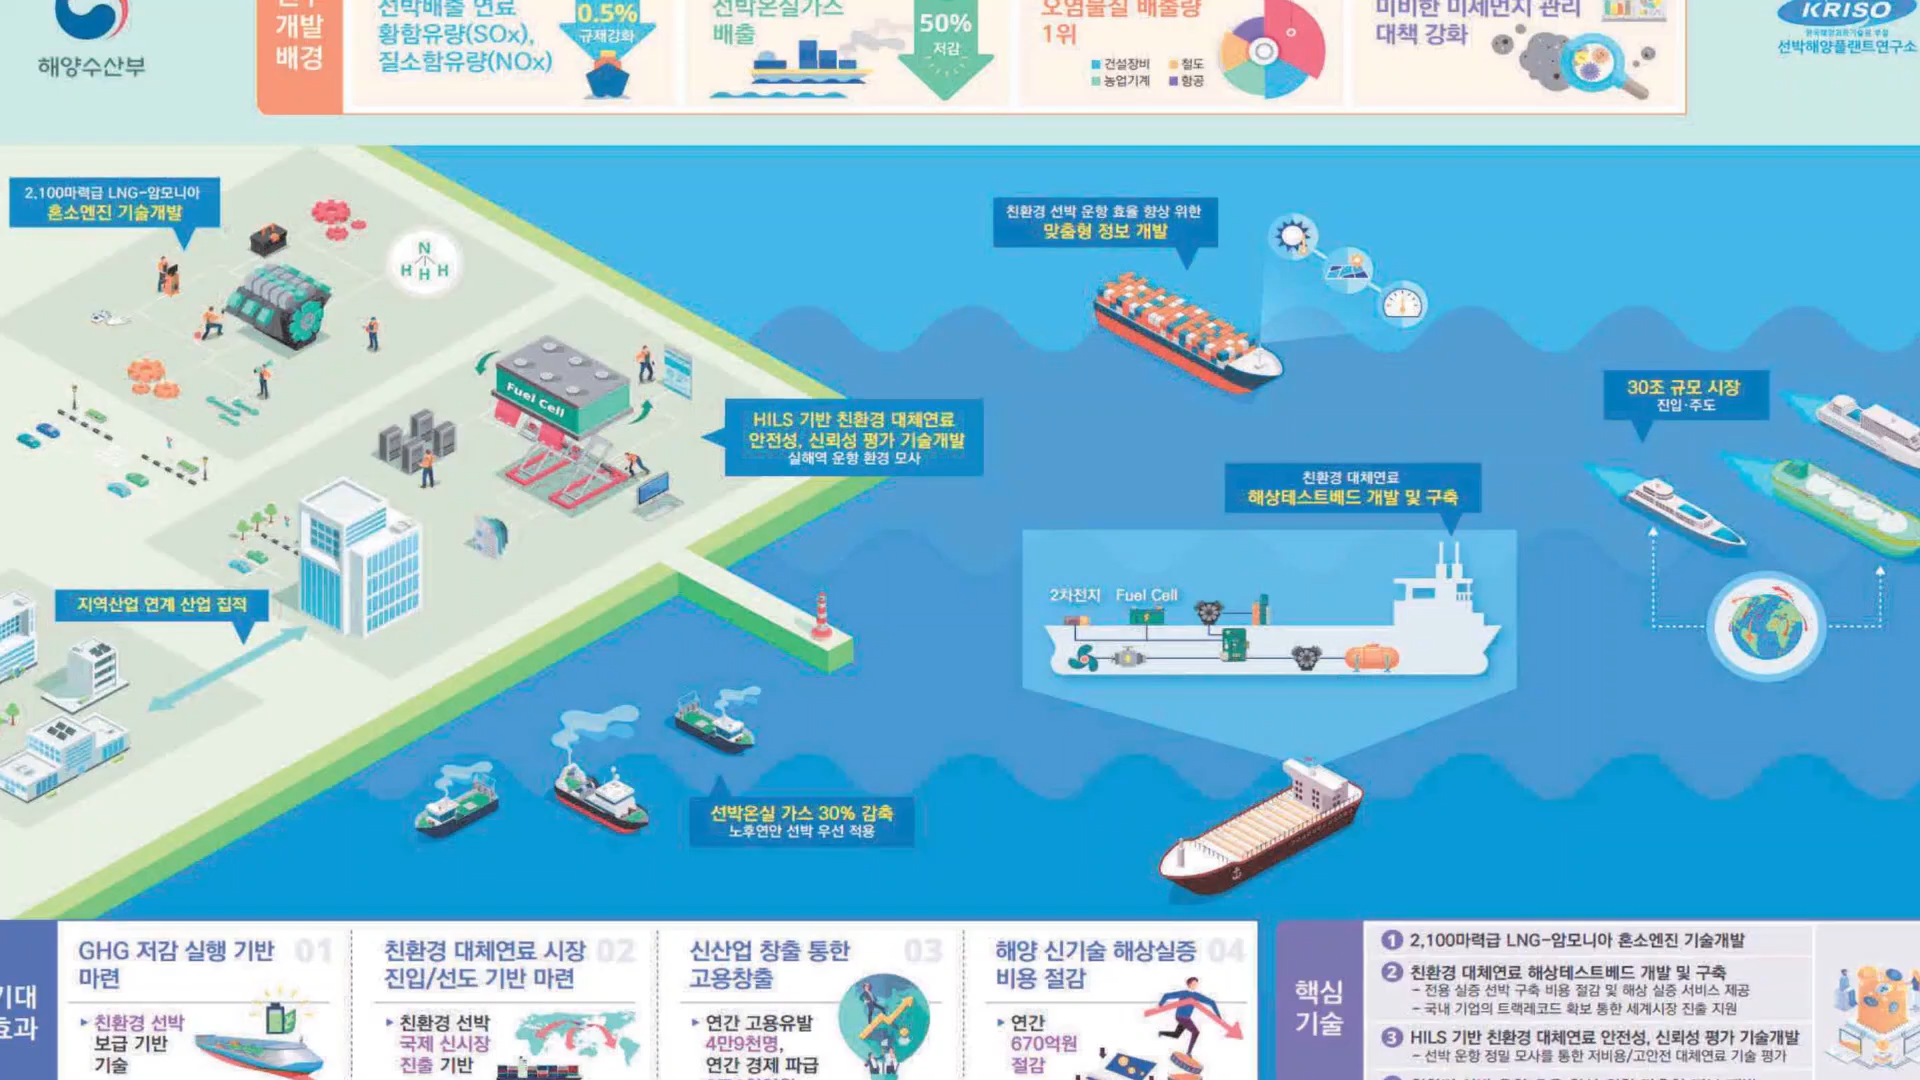 해양수산부
개발
배경
선박배출 연료
황함유량(SOx),
질소함유량(NOx)
0.5%
규제강화
선박온실가스
배출
50%
저감
오염물질 배출량
1위
건설장비
철도
농업기계
항공
미비한 미세먼지 관리
대책 강화
KRISO
선박해양플랜트연구소
2,100마력급 LNG-암모니아
혼소엔진 기술개발
N
H H H
Fuel Cell
친환경 선박 운항 효율 향상 위한
맞춤형 정보 개발
HILS 기반 친환경 대체연료
안전성, 신뢰성 평가 기술개발
실해역 운항 환경 모사
30조 규모 시장
진입·주도
친환경 대체연료
해상테스트베드 개발 및 구축
2차전지 Fuel Cell
지역산업 연계 산업 집적
선박온실 가스 30% 감축
노후연안 선박 우선 적용
기대
효과
GHG 저감 실행 기반
마련
01
▸ 친환경 선박
보급 기반
기술
친환경 대체연료 시장
진입/선도 기반 마련
02
▸ 친환경 선박
국제 신시장
진출 기반
신산업 창출 통한
고용창출
03
▸ 연간 고용유발
4만9천명,
연간 경제 파급
해양 신기술 해상실증
비용 절감
04
▸ 연간
670억원
절감
핵심
기술
1 2,100마력급 LNG-암모니아 혼소엔진 기술개발
2 친환경 대체연료 해상테스트베드 개발 및 구축
- 전용 실증 선박 구축 비용 절감 및 해상 실증 서비스 제공
- 국내 기업의 트랙레코드 확보 통한 세계시장 진출 지원
3 HILS 기반 친환경 대체연료 안전성, 신뢰성 평가 기술개발
- 선박 운항 정밀 모사를 통한 저비용/고안전 대체연료 기술 평가